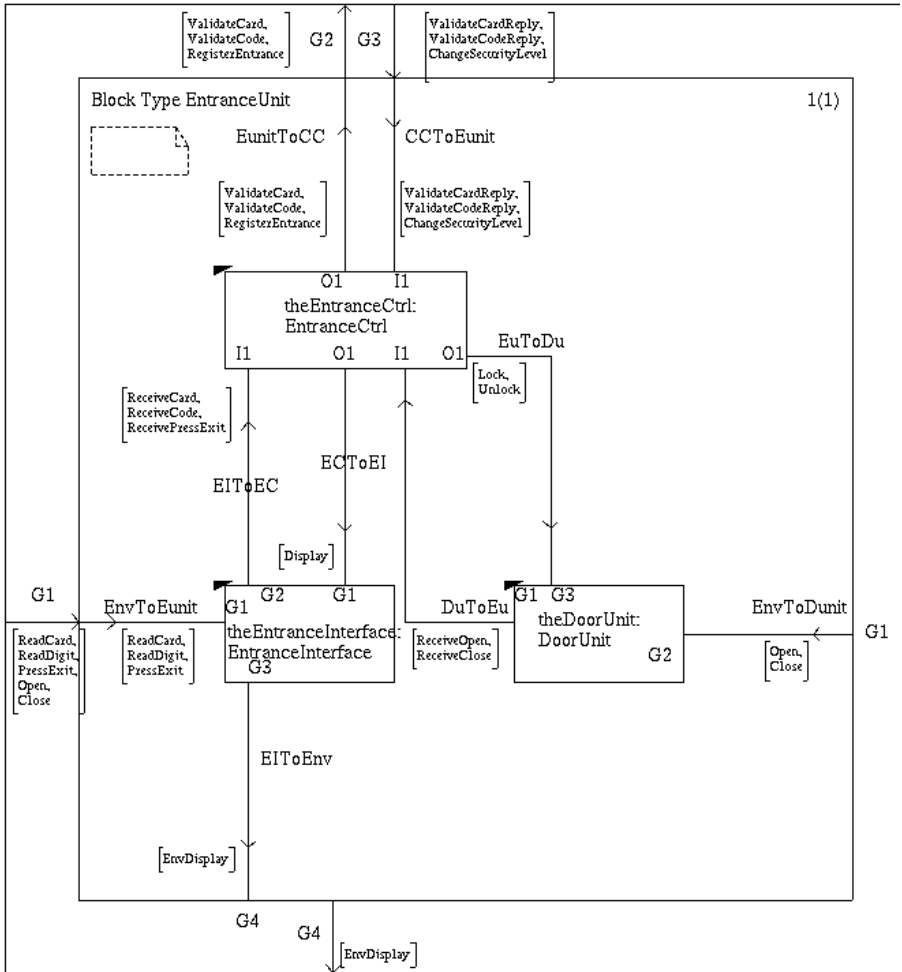 [ValidateCard,
ValidateCode,
RegisterEntrance]
G2
G3
[ValidateCardReply,
ValidateCodeReply,
ChangeSecurityLevel]
Block Type EntranceUnit
1(1)
EunitToCC
CCToEunit
[ValidateCard,
ValidateCode,
RegisterEntrance]
[ValidateCardReply,
ValidateCodeReply,
ChangeSecurityLevel]
O1
I1
theEntranceCtrl:
EntranceCtrl
I1
O1
I1
O1
EuToDu
[Lock,
Unlock]
[ReceiveCard,
ReceiveCode,
ReceivePressExit]
ECToEI
EIToEC
[Display]
G1
EnvToEunit
G1
G2
G1
theEntranceInterface:
EntranceInterface
G3
DuToEu
G1
G3
theDoorUnit:
DoorUnit
G2
EnvToDunit
G1
[ReadCard,
ReadDigit,
PressExit,
Open,
Close]
[ReadCard,
ReadDigit,
PressExit]
[ReceiveOpen,
ReceiveClose]
[Open,
Close]
EIToEnv
[EnvDisplay]
G4
G4
[EnvDisplay]